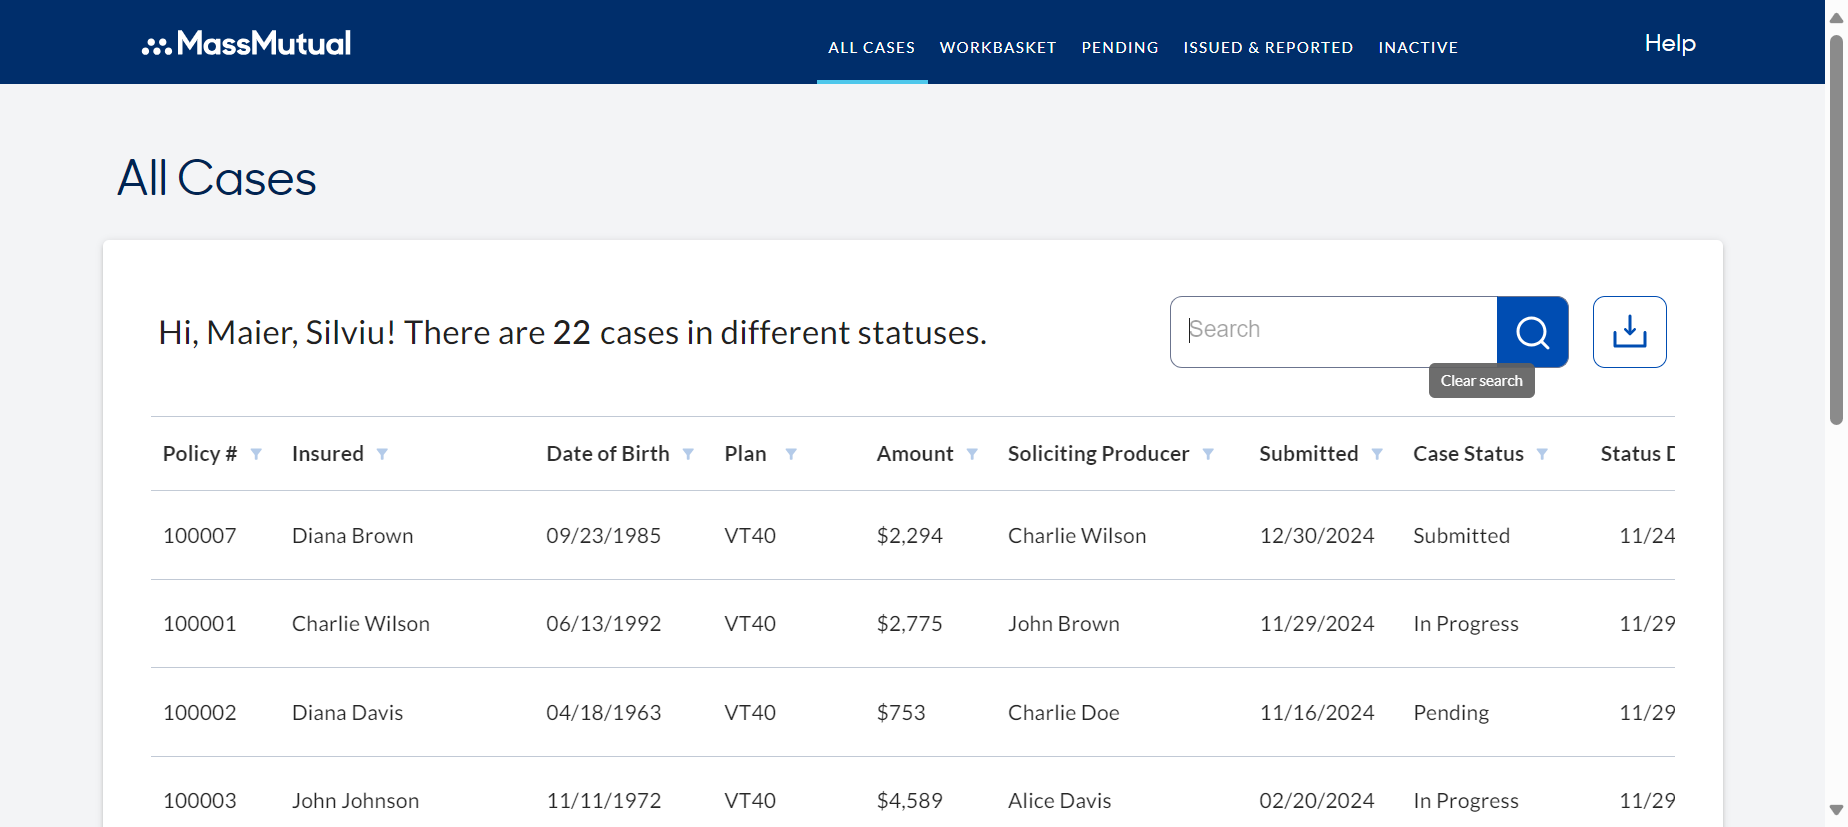 MassMutual
ALL CASES WORKBASKET PENDING ISSUED & REPORTED INACTIVE Help
All Cases
Hi, Maier, Silviu! There are 22 cases in different statuses.
Search
Clear search
Policy # Insured Date of Birth Plan Amount Soliciting Producer Submitted Case Status Status D
100007 Diana Brown 09/23/1985 VT40 $2,294 Charlie Wilson 12/30/2024 Submitted 11/24
100001 Charlie Wilson 06/13/1992 VT40 $2,775 John Brown 11/29/2024 In Progress 11/29
100002 Diana Davis 04/18/1963 VT40 $753 Charlie Doe 11/16/2024 Pending 11/29
100003 John Johnson 11/11/1972 VT40 $4,589 Alice Davis 02/20/2024 In Progress 11/29